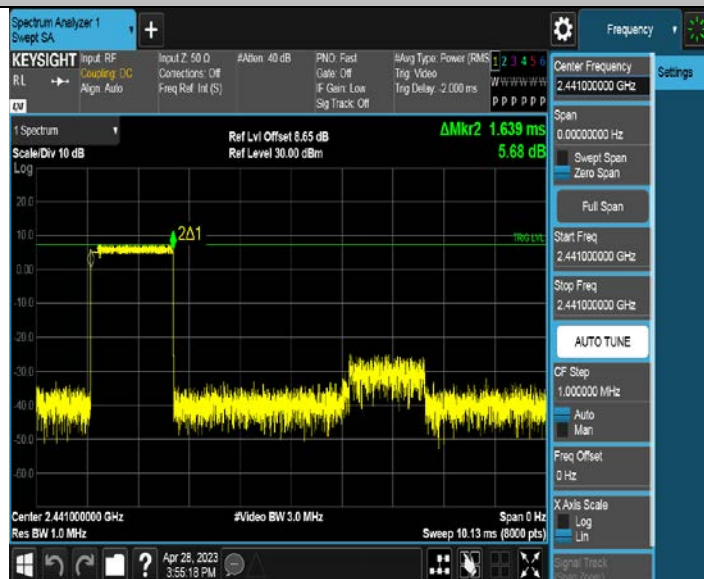 Spectrum Analyzer 1
Swept SA
+
Frequency
KEYSIGHT
RL
Input: RF
Coupling: DC
Align: Auto
Input Z: 50 Ω
Corrections: Off
Freq Ref: Int (S)
#Atten: 40 dB
PNO: Fast
Gate: Off
IF Gain: Low
Sig Track: Off
#Avg Type: Power (RMS
Trig: Video
Trig Delay: -2.000 ms
1 2 3 4 5 6
W W W W W W
P P P P P P
1 Spectrum
Scale/Div 10 dB
Log
Ref Lvl Offset 8.65 dB
Ref Level 30.00 dBm
ΔMkr2 1.639 ms
5.68 dB
20.0
10.0
0.00
-10.0
-20.0
-30.0
-40.0
-50.0
-60.0
2Δ1
TRIG LVL
Center 2.441000000 GHz
Res BW 1.0 MHz
#Video BW 3.0 MHz
Span 0 Hz
Sweep 10.13 ms (8000 pts)
?
Apr 28, 2023
3:55:18 PM
Center Frequency
2.441000000 GHz
Settings
Span
0.00000000 Hz
Swept Span
Zero Span
Full Span
Start Freq
2.441000000 GHz
Stop Freq
2.441000000 GHz
AUTO TUNE
CF Step
1.000000 MHz
Auto
Man
Freq Offset
0 Hz
X Axis Scale
Log
Lin
Signal Track